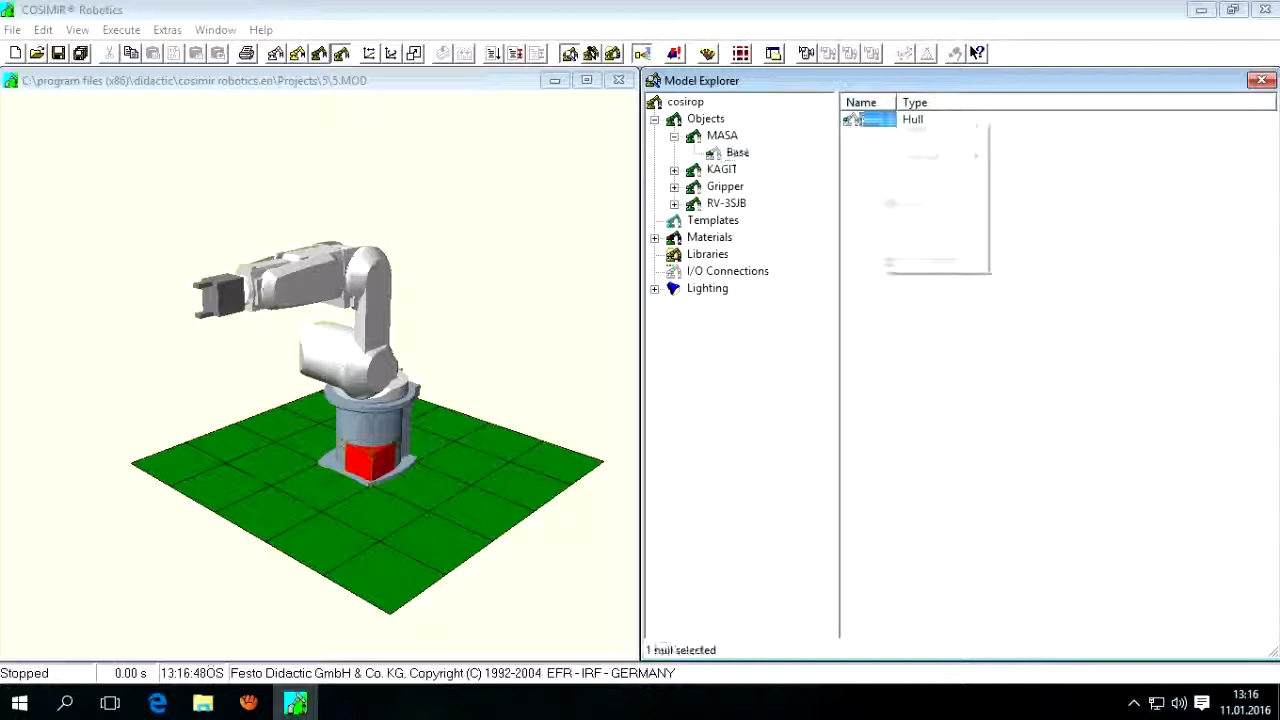 COSIMIR® Robotics
File Edit View Execute Extras Window Help
C:\program files (x86)\didactic\cosimir robotics.en\Projects\5\5.MOD
Model Explorer
cosirop
Objects
MASA
Base
KAGIT
Gripper
RV-3SJB
Templates
Materials
Libraries
I/O Connections
Lighting
Name Type
Hull
1 hull selected
Stopped 0.00 s 13:16:48 Festo Didactic GmbH & Co. KG, Copyright (C) 1992-2004 EFR - IRF - GERMANY
13:16
11.01.2016